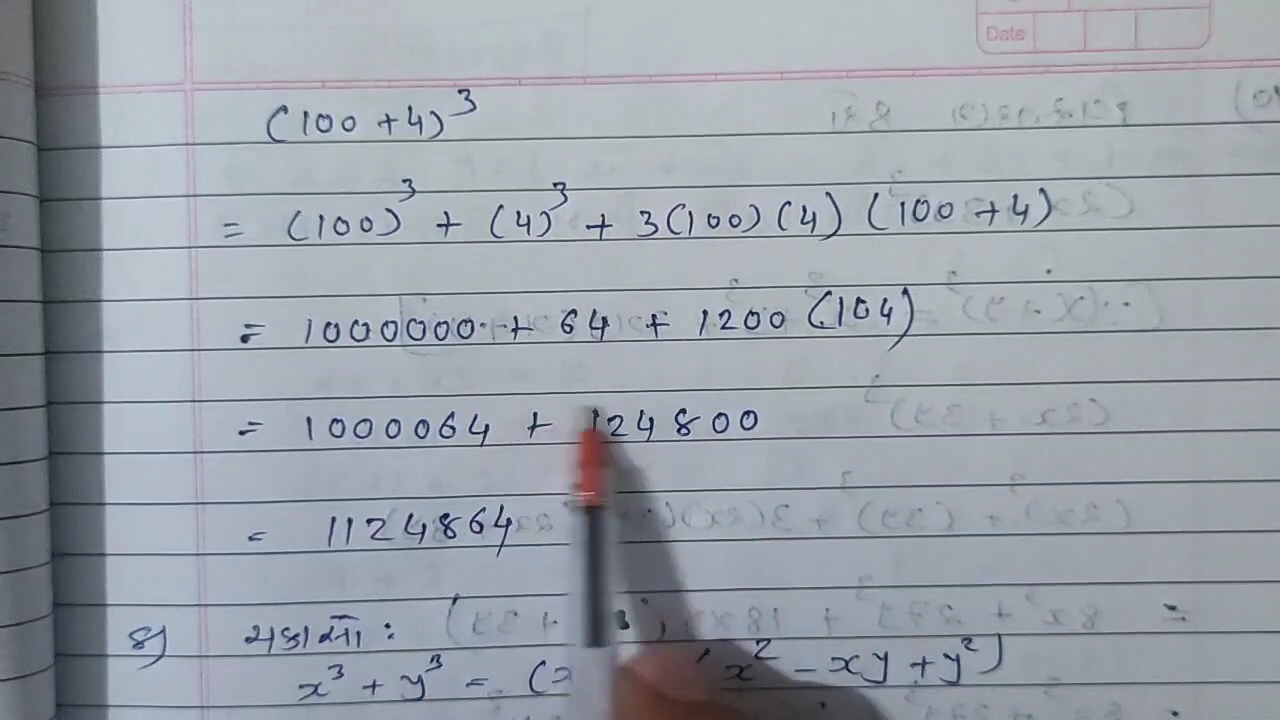 Date
(100 + 4)³
= (100)³ + (4)³ + 3(100)(4) (100 + 4)
= 1000000 + 64 + 1200 (104)
= 1000064 + 124800
= 1124864
8)
x³ + y³ = (x x² - xy + y²)